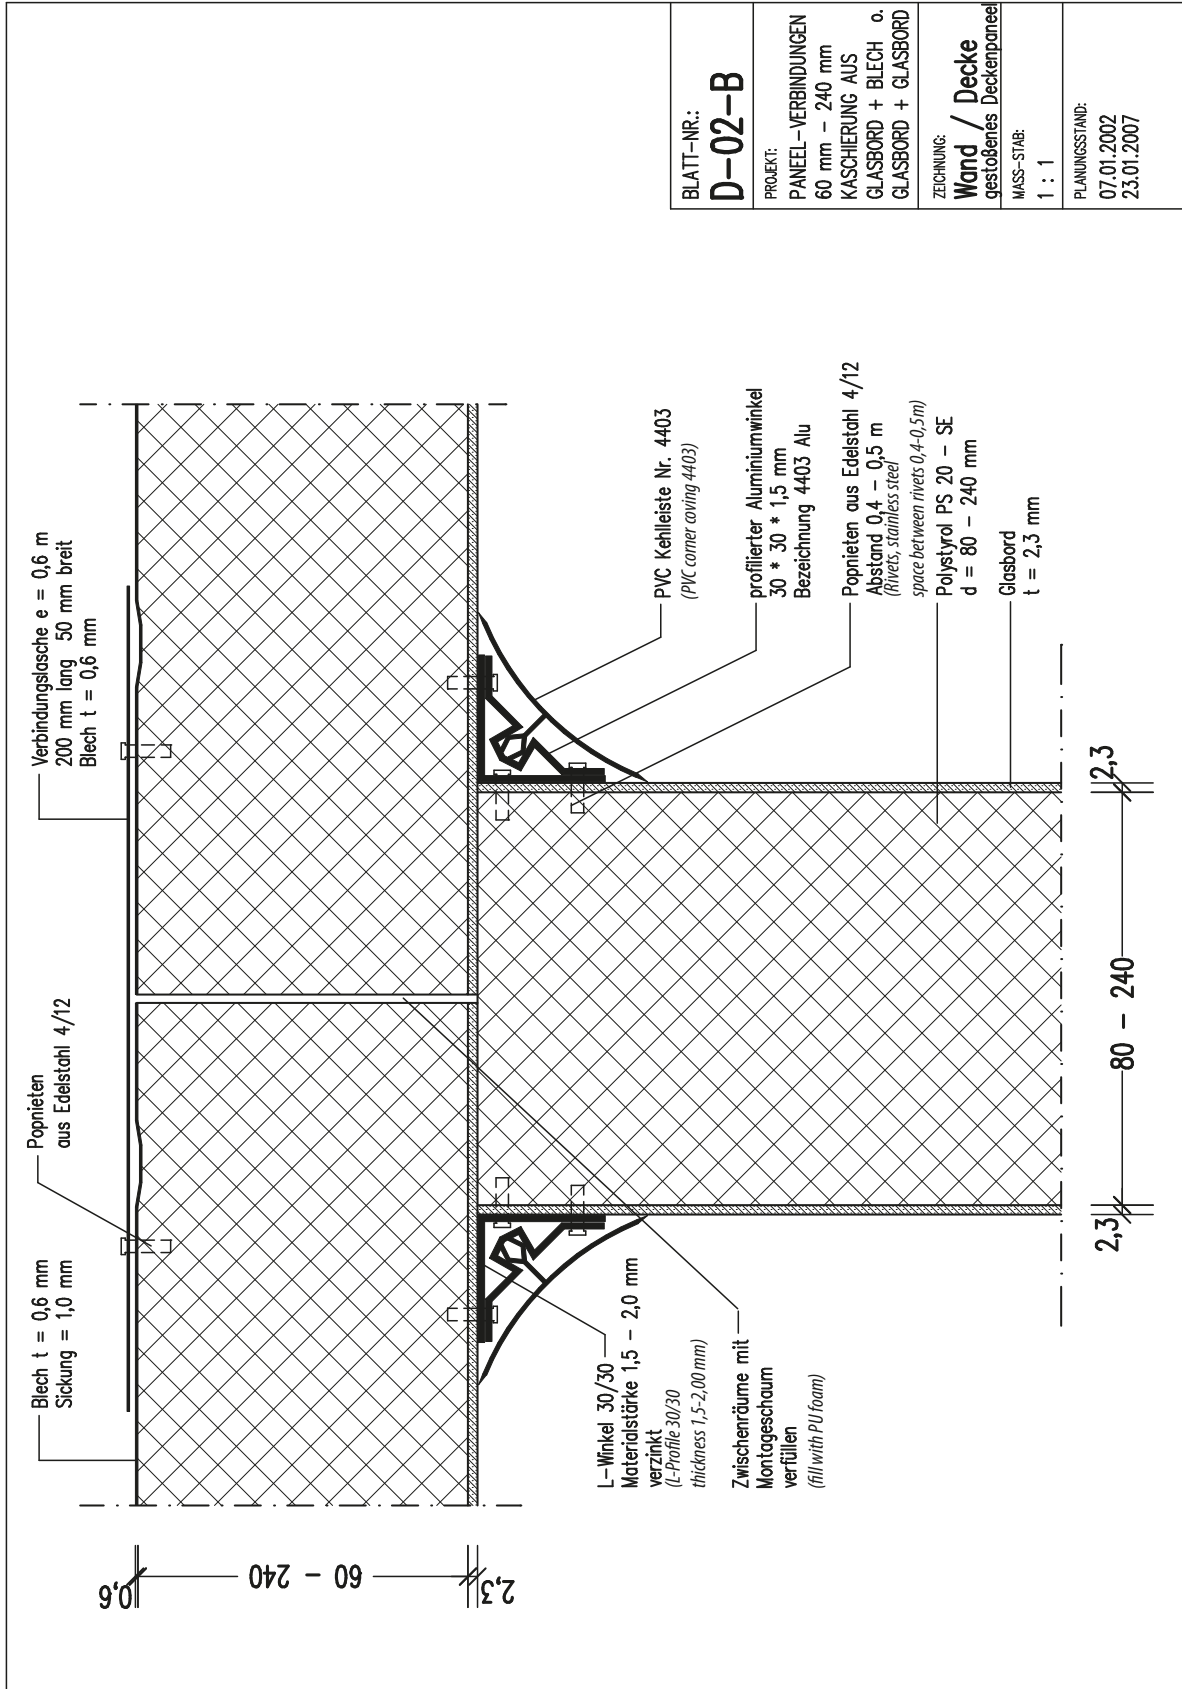 Blech t = 0,6 mm
Sickung = 1,0 mm
Popnieten
aus Edelstahl 4/12
Verbindungslasche e = 0,6 m
200 mm lang 50 mm breit
Blech t = 0,6 mm
0,6
60 - 240
2,3
L-Winkel 30/30
Materialstärke 1,5 - 2,0 mm
verzinkt
(L-Profile 30/30
thickness 1,5-2,00 mm)
Zwischenräume mit
Montageschaum
verfüllen
(fill with PU foam)
PVC Kehlleiste Nr. 4403
(PVC corner coving 4403)
profilierter Aluminiumwinkel
30 * 30 * 1,5 mm
Bezeichnung 4403 Alu
Popnieten aus Edelstahl 4/12
Abstand 0,4 - 0,5 m
(Rivets, stainless steel
space between rivets 0,4-0,5m)
Polystyrol PS 20 - SE
d = 80 - 240 mm
Glasbord
t = 2,3 mm
2,3
80 - 240
2,3
BLATT-NR.:
D-02-B
PROJEKT:
PANEEL-VERBINDUNGEN
60 mm - 240 mm
KASCHIERUNG AUS
GLASBORD + BLECH o.
GLASBORD + GLASBORD
ZEICHNUNG:
Wand / Decke
gestoßenes Deckenpaneel
MASS-STAB:
1 : 1
PLANUNGSSTAND:
07.01.2002
23.01.2007